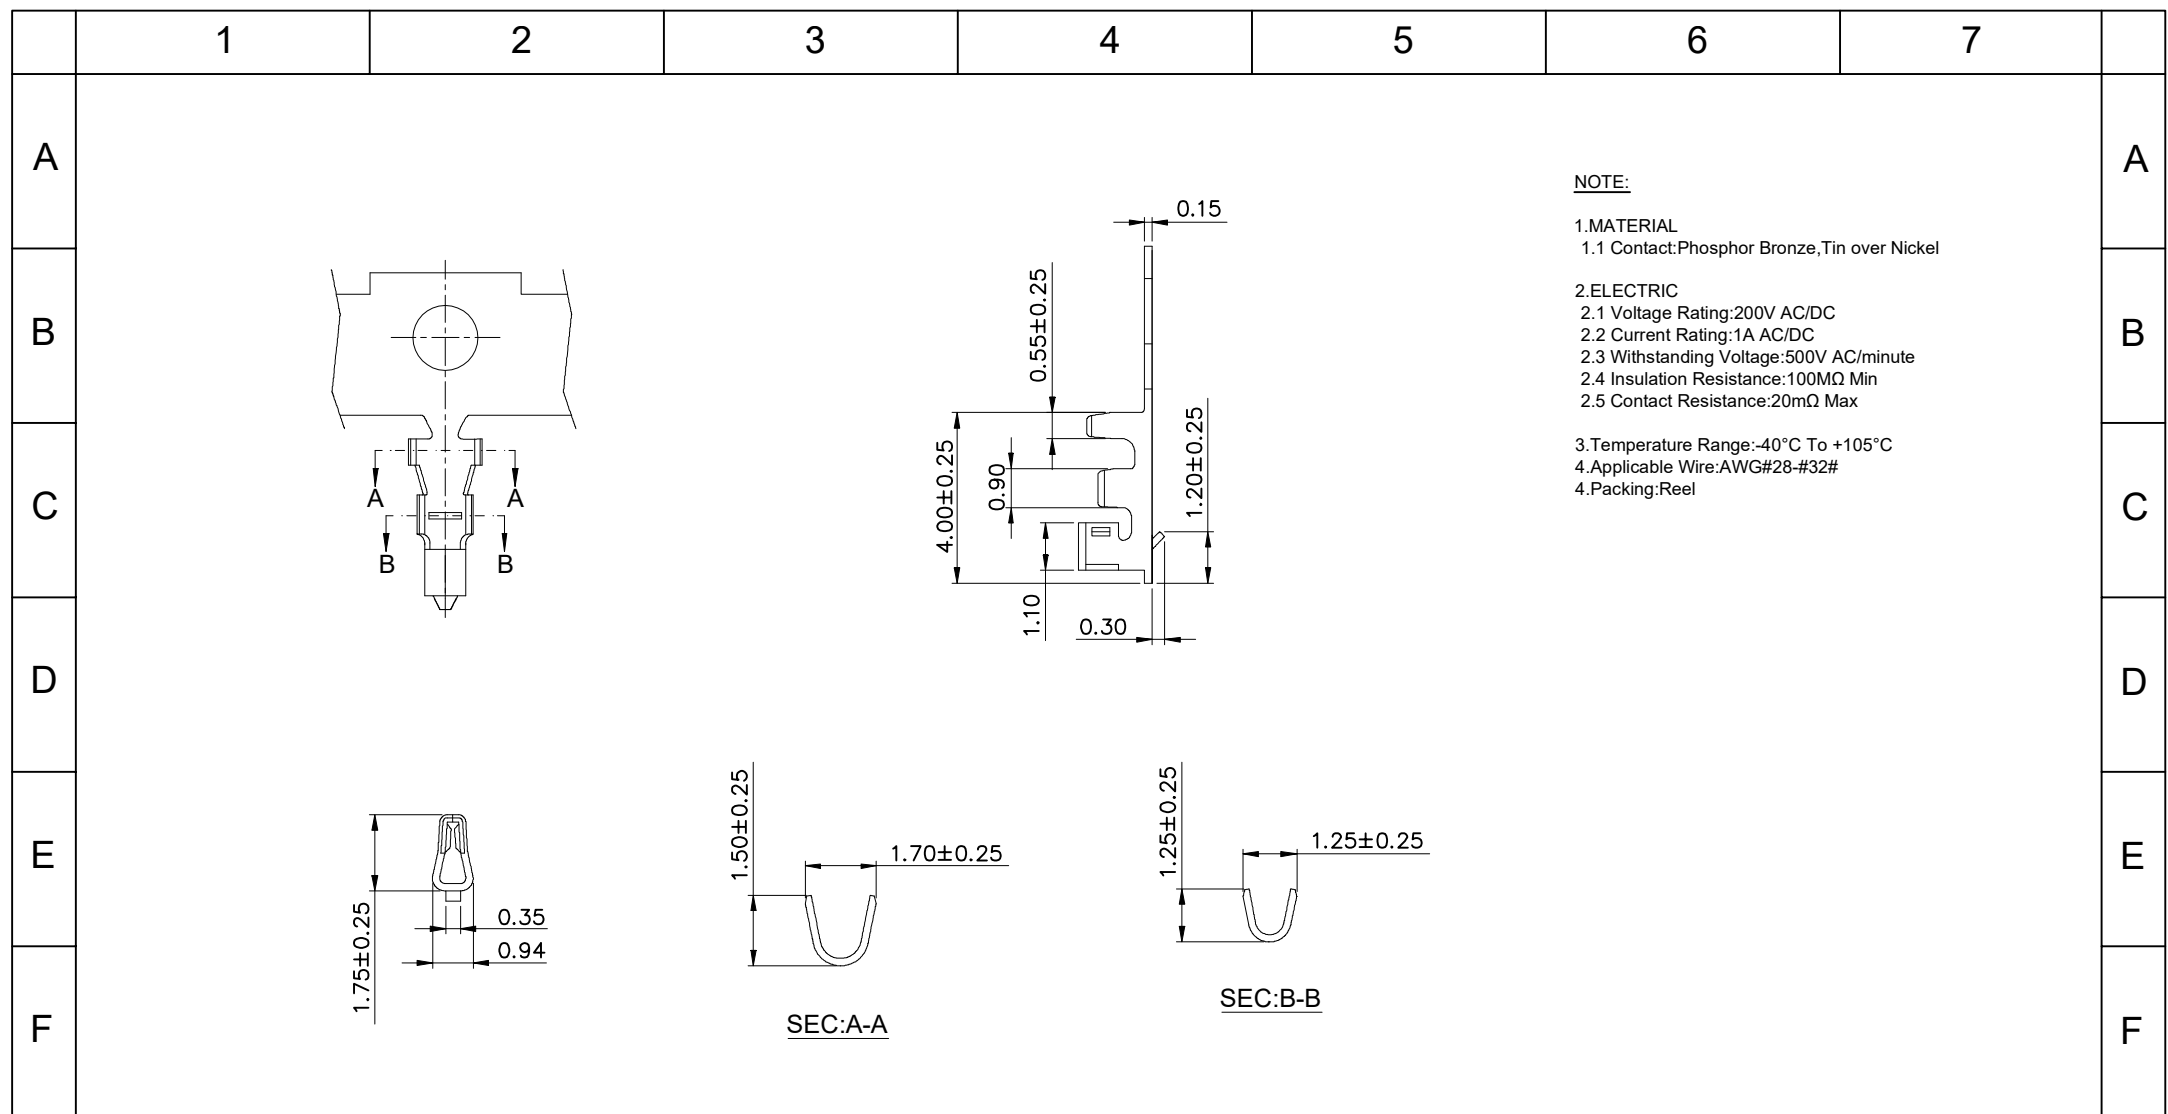 1 2 3 4 5 6 7
A A
NOTE:
0.15
1.MATERIAL
1.1 Contact:Phosphor Bronze,Tin over Nickel
2.ELECTRIC
2.1 Voltage Rating:200V AC/DC
2.2 Current Rating:1A AC/DC
2.3 Withstanding Voltage:500V AC/minute
2.4 Insulation Resistance:100MΩ Min
2.5 Contact Resistance:20mΩ Max
3.Temperature Range:-40°C To +105°C
4.Applicable Wire:AWG#28-#32#
4.Packing:Reel
B B
0.55±0.25
4.00±0.25
0.90
1.20±0.25
A A
C C
B B
1.10
0.30
D D
1.50±0.25
1.70±0.25
1.25±0.25
1.25±0.25
E E
1.75±0.25
0.35
0.94
SEC:A-A
SEC:B-B
F F